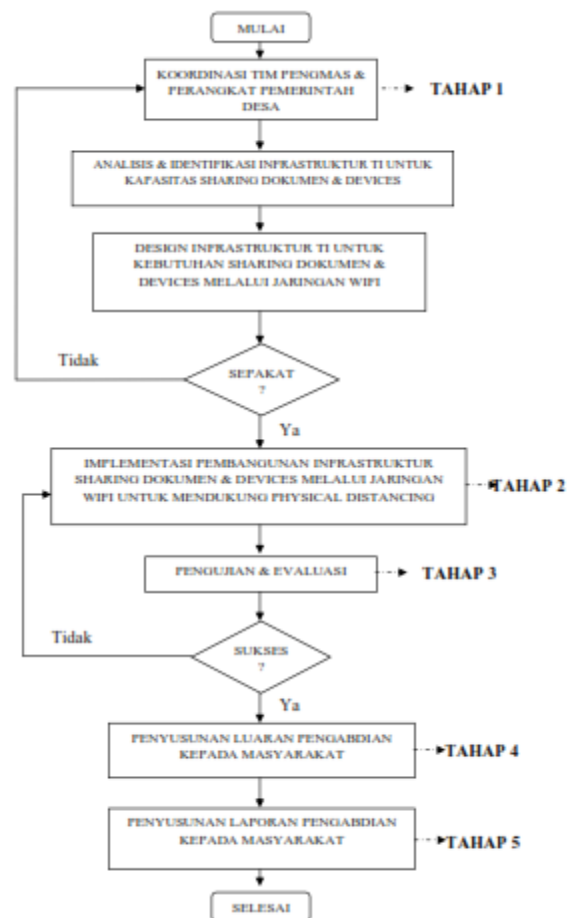 MULAI
KOORDINASI TIM PENGMAS &
PERANGKAT PEMERINTAH
DESA
TAHAP 1
ANALISIS & IDENTIFIKASI INFRASTRUKTUR TI UNTUK
KAPASITAS SHARING DOKUMEN & DEVICES
DESIGN INFRASTRUKTUR TI UNTUK
KEBUTUHAN SHARING DOKUMEN &
DEVICES MELALUI JARINGAN WIFI
Tidak
SEPAKAT
?
Ya
IMPLEMENTASI PEMBANGUNAN INFRASTRUKTUR
SHARING DOKUMEN & DEVICES MELALUI JARINGAN
WIFI UNTUK MENDUKUNG PHYSICAL DISTANCING
TAHAP 2
PENGUJIAN & EVALUASI
TAHAP 3
Tidak
SUKSES
?
Ya
PENYUSUNAN LUARAN PENGABDIAN
KEPADA MASYARAKAT
TAHAP 4
PENYUSUNAN LAPORAN PENGABDIAN
KEPADA MASYARAKAT
TAHAP 5
SELESAI